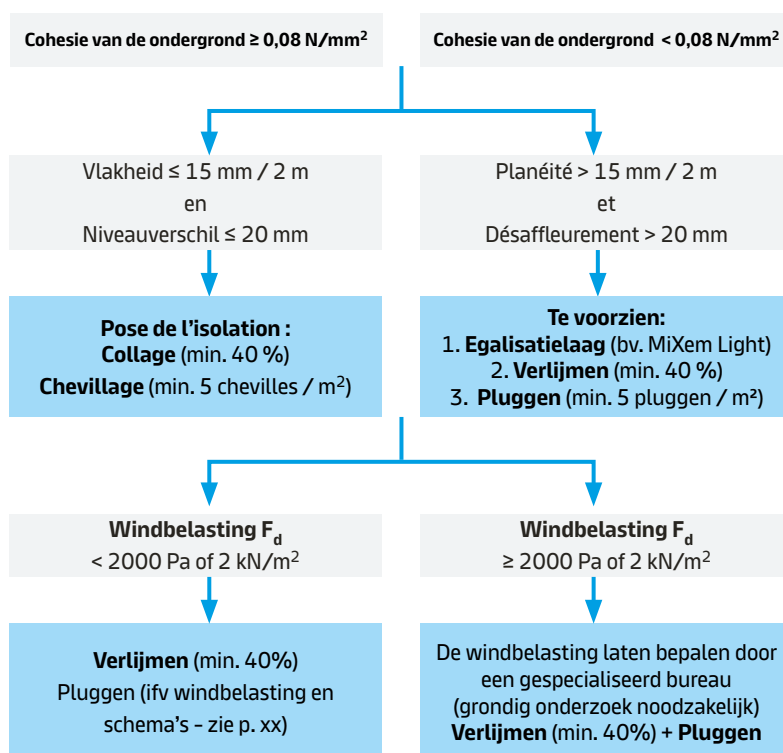 Cohesie van de ondergrond ≥ 0,08 N/mm²
Cohesie van de ondergrond < 0,08 N/mm²
Vlakheid ≤ 15 mm / 2 m
en
Niveauverschil ≤ 20 mm
Planéité > 15 mm / 2 m
et
Désaffleurement > 20 mm
Pose de l'isolation :
Collage (min. 40 %)
Chevillage (min. 5 chevilles / m²)
Te voorzien:
1. Egalisatielaag (bv. MiXem Light)
2. Verlijmen (min. 40 %)
3. Pluggen (min. 5 pluggen / m²)
Windbelasting Fd
< 2000 Pa of 2 kN/m²
Windbelasting Fd
≥ 2000 Pa of 2 kN/m²
Verlijmen (min. 40%)
Pluggen (ifv windbelasting en
schema's - zie p. xx)
De windbelasting laten bepalen door
een gespecialiseerd bureau
(grondig onderzoek noodzakelijk)
Verlijmen (min. 40%) + Pluggen